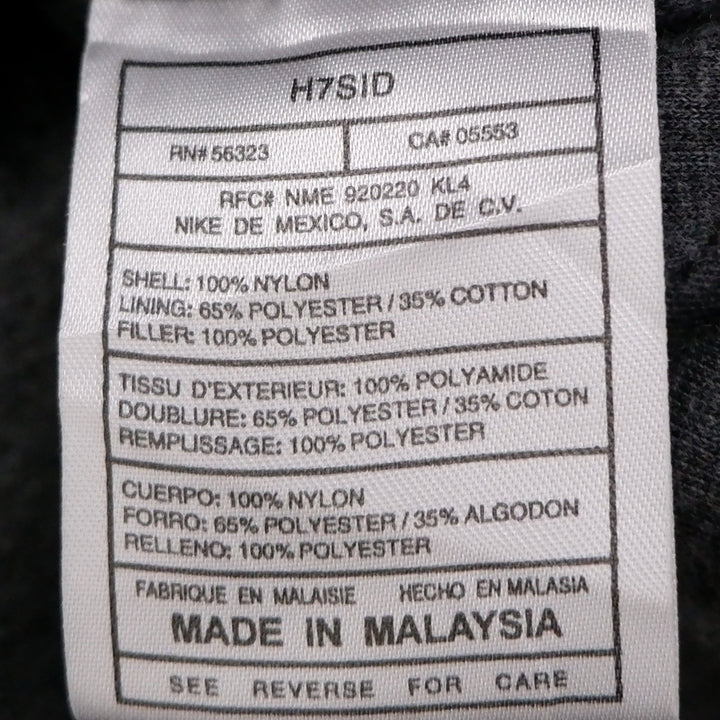 H7SID
RN# 56323 CA# 05553
RFC# NME 920220 KL4
NIKE DE MEXICO, S.A. DE C.V.
SHELL: 100% NYLON
LINING: 65% POLYESTER / 35% COTTON
FILLER: 100% POLYESTER
TISSU D'EXTERIEUR: 100% POLYAMIDE
DOUBLURE: 65% POLYESTER / 35% COTON
REMPLISSAGE: 100% POLYESTER
CUERPO: 100% NYLON
FORRO: 65% POLYESTER / 35% ALGODON
RELLENO: 100% POLYESTER
FABRIQUE EN MALAISIE HECHO EN MALASIA
MADE IN MALAYSIA
SEE REVERSE FOR CARE